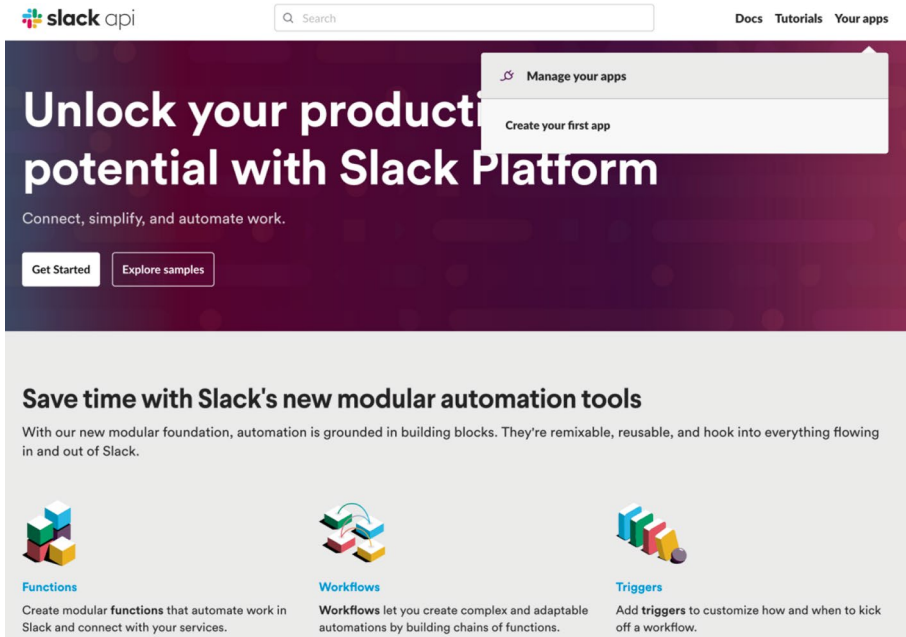 slack api
Search
Docs Tutorials Your apps
Manage your apps
Create your first app
Unlock your producti
potential with Slack Platform
Connect, simplify, and automate work.
Get Started
Explore samples
Save time with Slack's new modular automation tools
With our new modular foundation, automation is grounded in building blocks. They're remixable, reusable, and hook into everything flowing
in and out of Slack.
Functions
Create modular functions that automate work in
Slack and connect with your services.
Workflows
Workflows let you create complex and adaptable
automations by building chains of functions.
Triggers
Add triggers to customize how and when to kick
off a workflow.